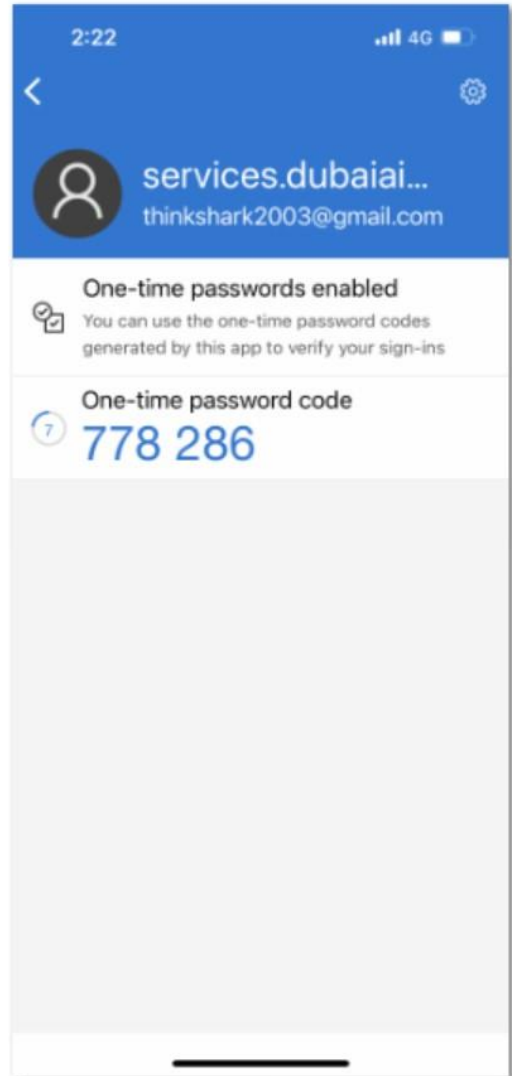 2:22
4G
services.dubaiai...
thinkshark2003@gmail.com
One-time passwords enabled
You can use the one-time password codes
generated by this app to verify your sign-ins
One-time password code
7
778 286